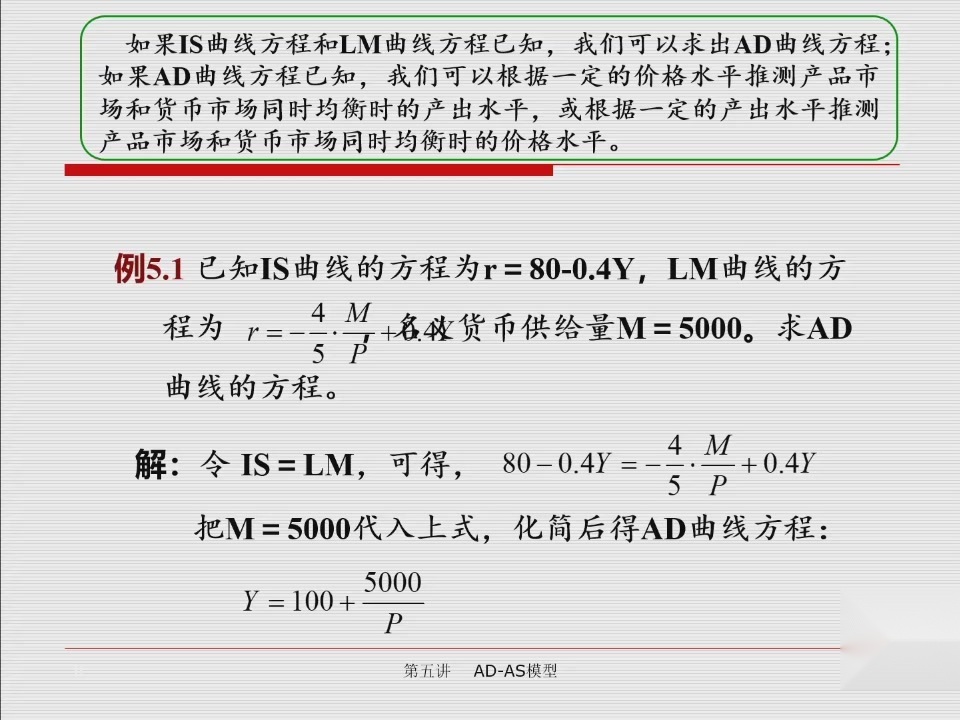 如果IS曲线方程和LM曲线方程已知，我们可以求出AD曲线方程；
如果AD曲线方程已知，我们可以根据一定的价格水平推测产品市
场和货币市场同时均衡时的产出水平，或根据一定的产出水平推测
产品市场和货币市场同时均衡时的价格水平。
例5.1 已知IS曲线的方程为r＝80-0.4Y，LM曲线的方
程为 r = −4/5 · M/P + 0.4Y ，名义货币供给量M＝5000。求AD
曲线的方程。
解：令 IS＝LM，可得， 80 − 0.4Y = −4/5 · M/P + 0.4Y
把M＝5000代入上式，化简后得AD曲线方程：
Y = 100 + 5000/P
第五讲 AD-AS模型